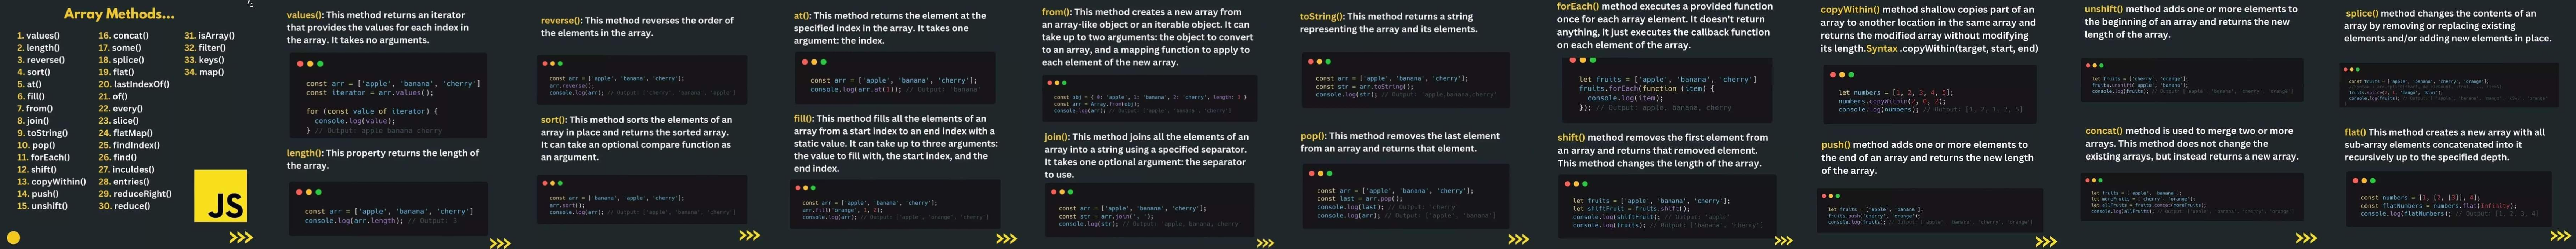 Array Methods...
1. values()
2. length()
3. reverse()
4. sort()
5. at()
6. fill()
7. from()
8. join()
9. toString()
10. pop()
11. forEach()
12. shift()
13. copyWithin()
14. push()
15. unshift()
16. concat()
17. some()
18. splice()
19. flat()
20. lastIndexOf()
21. of()
22. every()
23. slice()
24. flatMap()
25. findIndex()
26. find()
27. inculdes()
28. entries()
29. reduceRight()
30. reduce()
31. isArray()
32. filter()
33. keys()
34. map()
JS
values(): This method returns an iterator
that provides the values for each index in
the array. It takes no arguments.
const arr = ['apple', 'banana', 'cherry']
const iterator = arr.values();
for (const value of iterator) {
console.log(value);
} // Output: apple banana cherry
length(): This property returns the length of
the array.
const arr = ['apple', 'banana', 'cherry']
console.log(arr.length); // Output: 3
reverse(): This method reverses the order of
the elements in the array.
const arr = ['apple', 'banana', 'cherry'];
arr.reverse();
console.log(arr); // Output: ['cherry', 'banana', 'apple']
sort(): This method sorts the elements of an
array in place and returns the sorted array.
It can take an optional compare function as
an argument.
const arr = ['apple', 'banana', 'cherry'];
arr.sort();
console.log(arr); // Output: ['apple', 'banana', 'cherry']
at(): This method returns the element at the
specified index in the array. It takes one
argument: the index.
const arr = ['apple', 'banana', 'cherry'];
console.log(arr.at(1)); // Output: 'banana'
fill(): This method fills all the elements of an
array from a start index to an end index with a
static value. It can take up to three arguments:
the value to fill with, the start index, and the
end index.
const arr = ['apple', 'banana', 'cherry'];
arr.fill('orange', 1, 2);
console.log(arr); // Output: ['apple', 'orange', 'cherry']
from(): This method creates a new array from
an array-like object or an iterable object. It can
take up to two arguments: the object to convert
to an array, and a mapping function to apply to
each element of the new array.
const obj = { 0: 'apple', 1: 'banana', 2: 'cherry', length: 3 }
const arr = Array.from(obj);
console.log(arr); // Output: ['apple', 'banana', 'cherry']
join(): This method joins all the elements of an
array into a string using a specified separator.
It takes one optional argument: the separator
to use.
const arr = ['apple', 'banana', 'cherry'];
const str = arr.join(', ');
console.log(str); // Output: 'apple, banana, cherry
toString(): This method returns a string
representing the array and its elements.
const arr = ['apple', 'banana', 'cherry'];
const str = arr.toString();
console.log(str); // Output: 'apple,banana,cherry
pop(): This method removes the last element
from an array and returns that element.
const arr = ['apple', 'banana', 'cherry'];
const last = arr.pop();
console.log(last); // Output: 'cherry'
console.log(arr); // Output: ['apple', 'banana']
forEach() method executes a provided function
once for each array element. It doesn't return
anything, it just executes the callback function
on each element of the array.
let fruits = ['apple', 'banana', 'cherry']
fruits.forEach(function (item) {
console.log(item);
}); // Output: apple, banana, cherry
shift() method removes the first element from
an array and returns that removed element.
This method changes the length of the array.
let fruits = ['apple', 'banana', 'cherry'];
let shiftFruit = fruits.shift();
console.log(shiftFruit); // Output: 'apple'
console.log(fruits); // Output: ['banana', 'cherry']
copyWithin() method shallow copies part of an
array to another location in the same array and
returns the modified array without modifying
its length.Syntax .copyWithin(target, start, end)
let numbers = [1, 2, 3, 4, 5];
numbers.copyWithin(2, 0, 2);
console.log(numbers); // Output: [1, 2, 1, 2, 5]
push() method adds one or more elements to
the end of an array and returns the new length
of the array.
let fruits = ['apple', 'banana'];
fruits.push('cherry', 'orange');
console.log(fruits); // Output: ['apple', 'banana', 'cherry', 'orange']
unshift() method adds one or more elements to
the beginning of an array and returns the new
length of the array.
let fruits = ['cherry', 'orange'];
fruits.unshift('apple', 'banana');
console.log(fruits); // Output: ['apple', 'banana', 'cherry', 'orange']
concat() method is used to merge two or more
arrays. This method does not change the
existing arrays, but instead returns a new array.
let fruits = ['apple', 'banana'];
let moreFruits = ['cherry', 'orange'];
let allFruits = fruits.concat(moreFruits);
console.log(allFruits); // Output: ['apple', 'banana', 'cherry', 'orange']
splice() method changes the contents of an
array by removing or replacing existing
elements and/or adding new elements in place.
const fruits = ['apple', 'banana', 'cherry', 'orange'];
fruits.splice(
console.log(fruits);
flat() This method creates a new array with all
sub-array elements concatenated into it
recursively up to the specified depth.
const numbers = [1, [2, [3]], 4];
const flatNumbers = numbers.flat(Infinity);
console.log(flatNumbers); // Output: [1, 2, 3, 4]